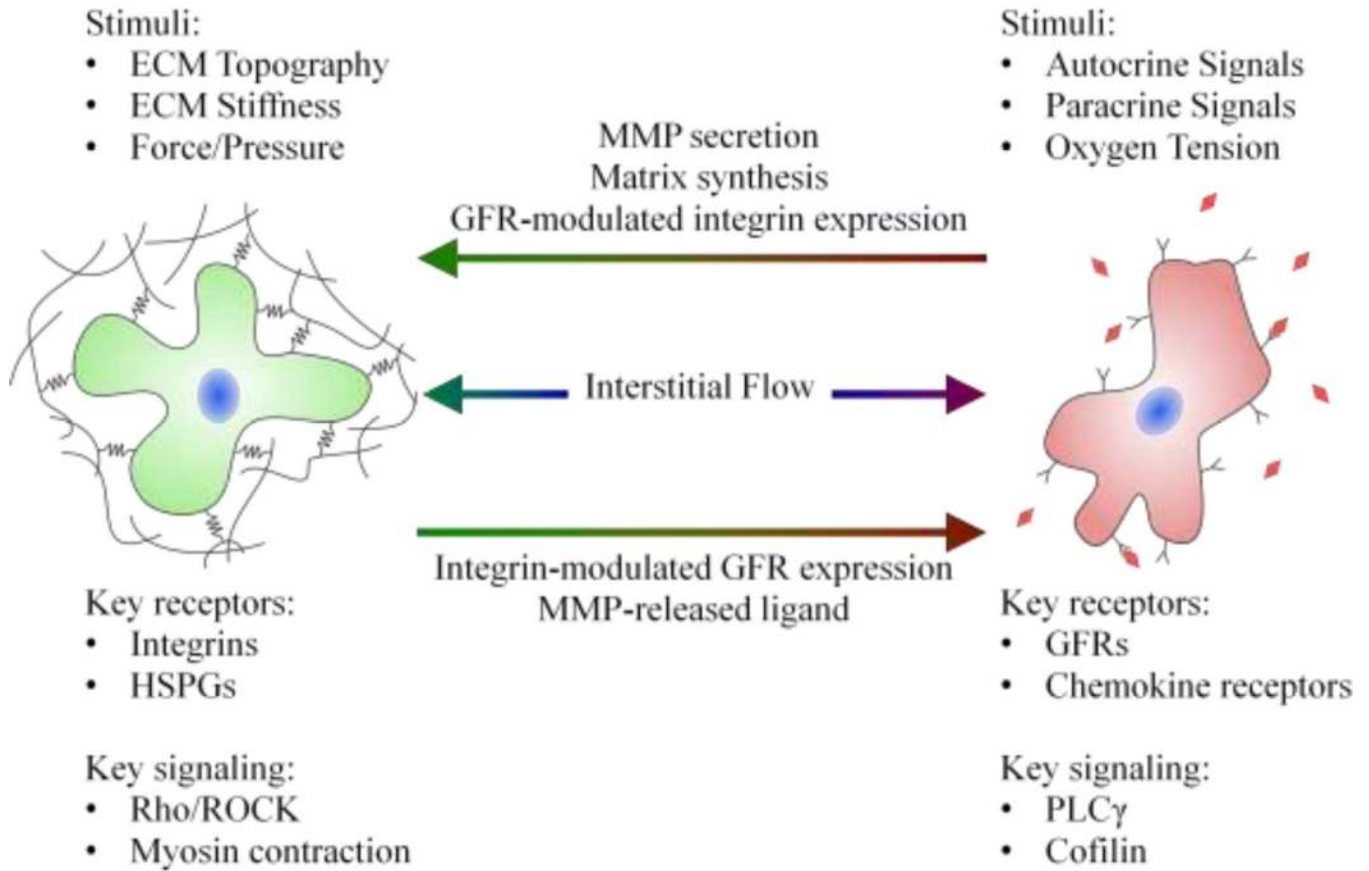 Stimuli:
• ECM Topography
• ECM Stiffness
• Force/Pressure
Stimuli:
• Autocrine Signals
• Paracrine Signals
• Oxygen Tension
MMP secretion
Matrix synthesis
GFR-modulated integrin expression
Interstitial Flow
Integrin-modulated GFR expression
MMP-released ligand
Key receptors:
• Integrins
• HSPGs
Key signaling:
• Rho/ROCK
• Myosin contraction
Key receptors:
• GFRs
• Chemokine receptors
Key signaling:
• PLCγ
• Cofilin